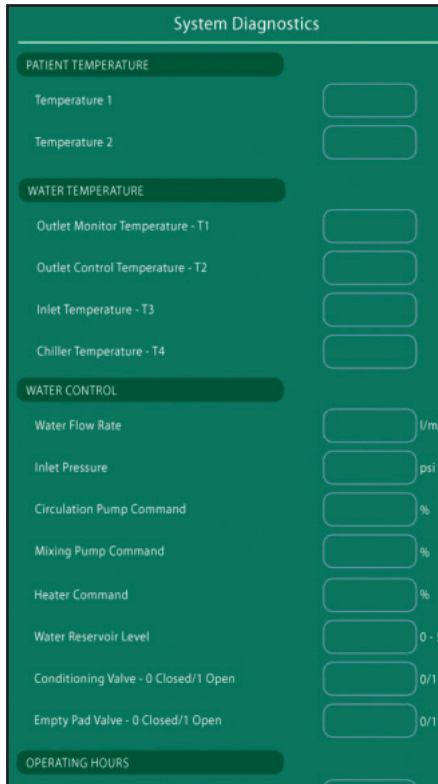 System Diagnostics
PATIENT TEMPERATURE
Temperature 1
Temperature 2
WATER TEMPERATURE
Outlet Monitor Temperature - T1
Outlet Control Temperature - T2
Inlet Temperature - T3
Chiller Temperature - T4
WATER CONTROL
Water Flow Rate l/m
Inlet Pressure psi
Circulation Pump Command %
Mixing Pump Command %
Heater Command %
Water Reservoir Level 0 -
Conditioning Valve - 0 Closed/1 Open 0/1
Empty Pad Valve - 0 Closed/1 Open 0/1
OPERATING HOURS